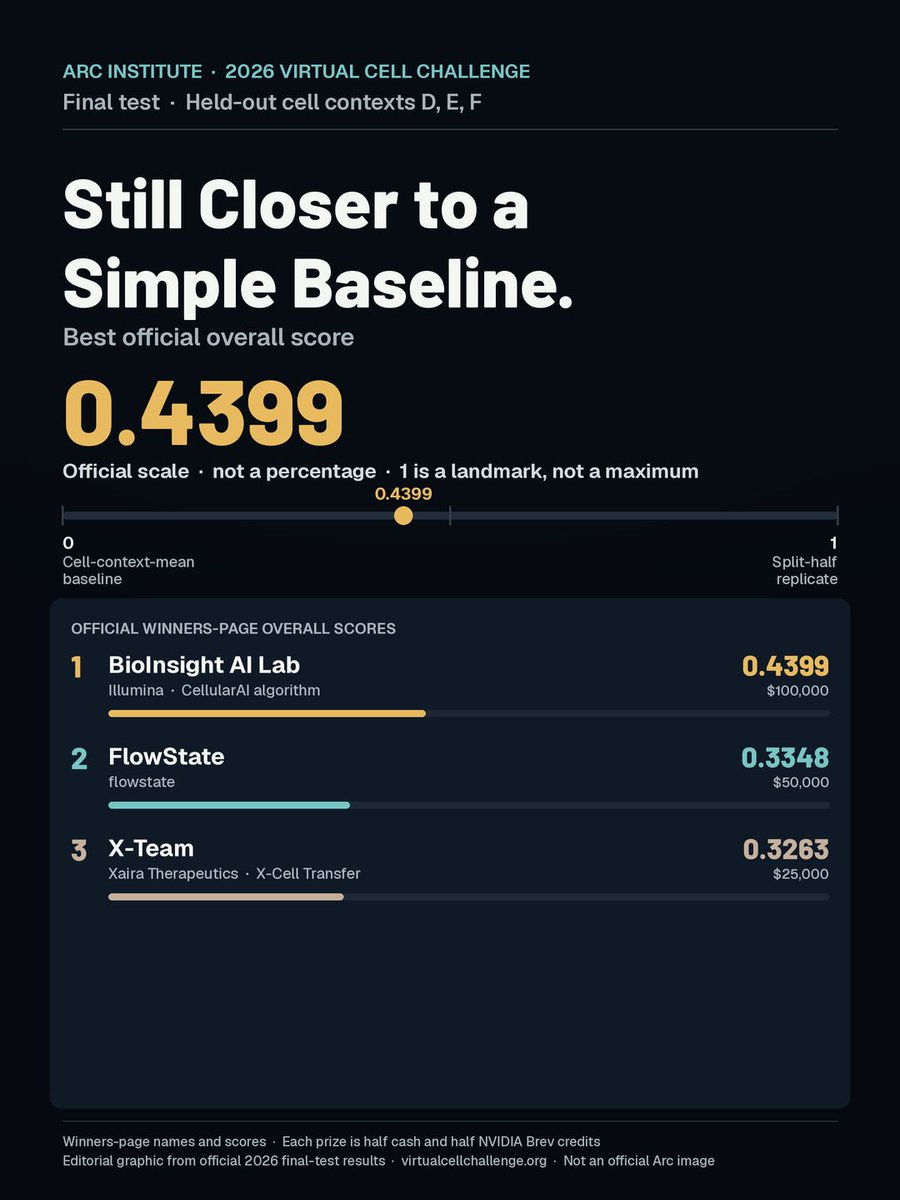 ARC INSTITUTE · 2026 VIRTUAL CELL CHALLENGE
Final test · Held-out cell contexts D, E, F
Still Closer to a
Simple Baseline.
Best official overall score
0.4399
Official scale · not a percentage · 1 is a landmark, not a maximum
0.4399
0 1
Cell-context-mean Split-half
baseline replicate
OFFICIAL WINNERS-PAGE OVERALL SCORES
1 BioInsight AI Lab 0.4399
Illumina · CellularAI algorithm $100,000
2 FlowState 0.3348
flowstate $50,000
3 X-Team 0.3263
Xaira Therapeutics · X-Cell Transfer $25,000
Winners-page names and scores · Each prize is half cash and half NVIDIA Brev credits
Editorial graphic from official 2026 final-test results · virtualcellchallenge.org · Not an official Arc image